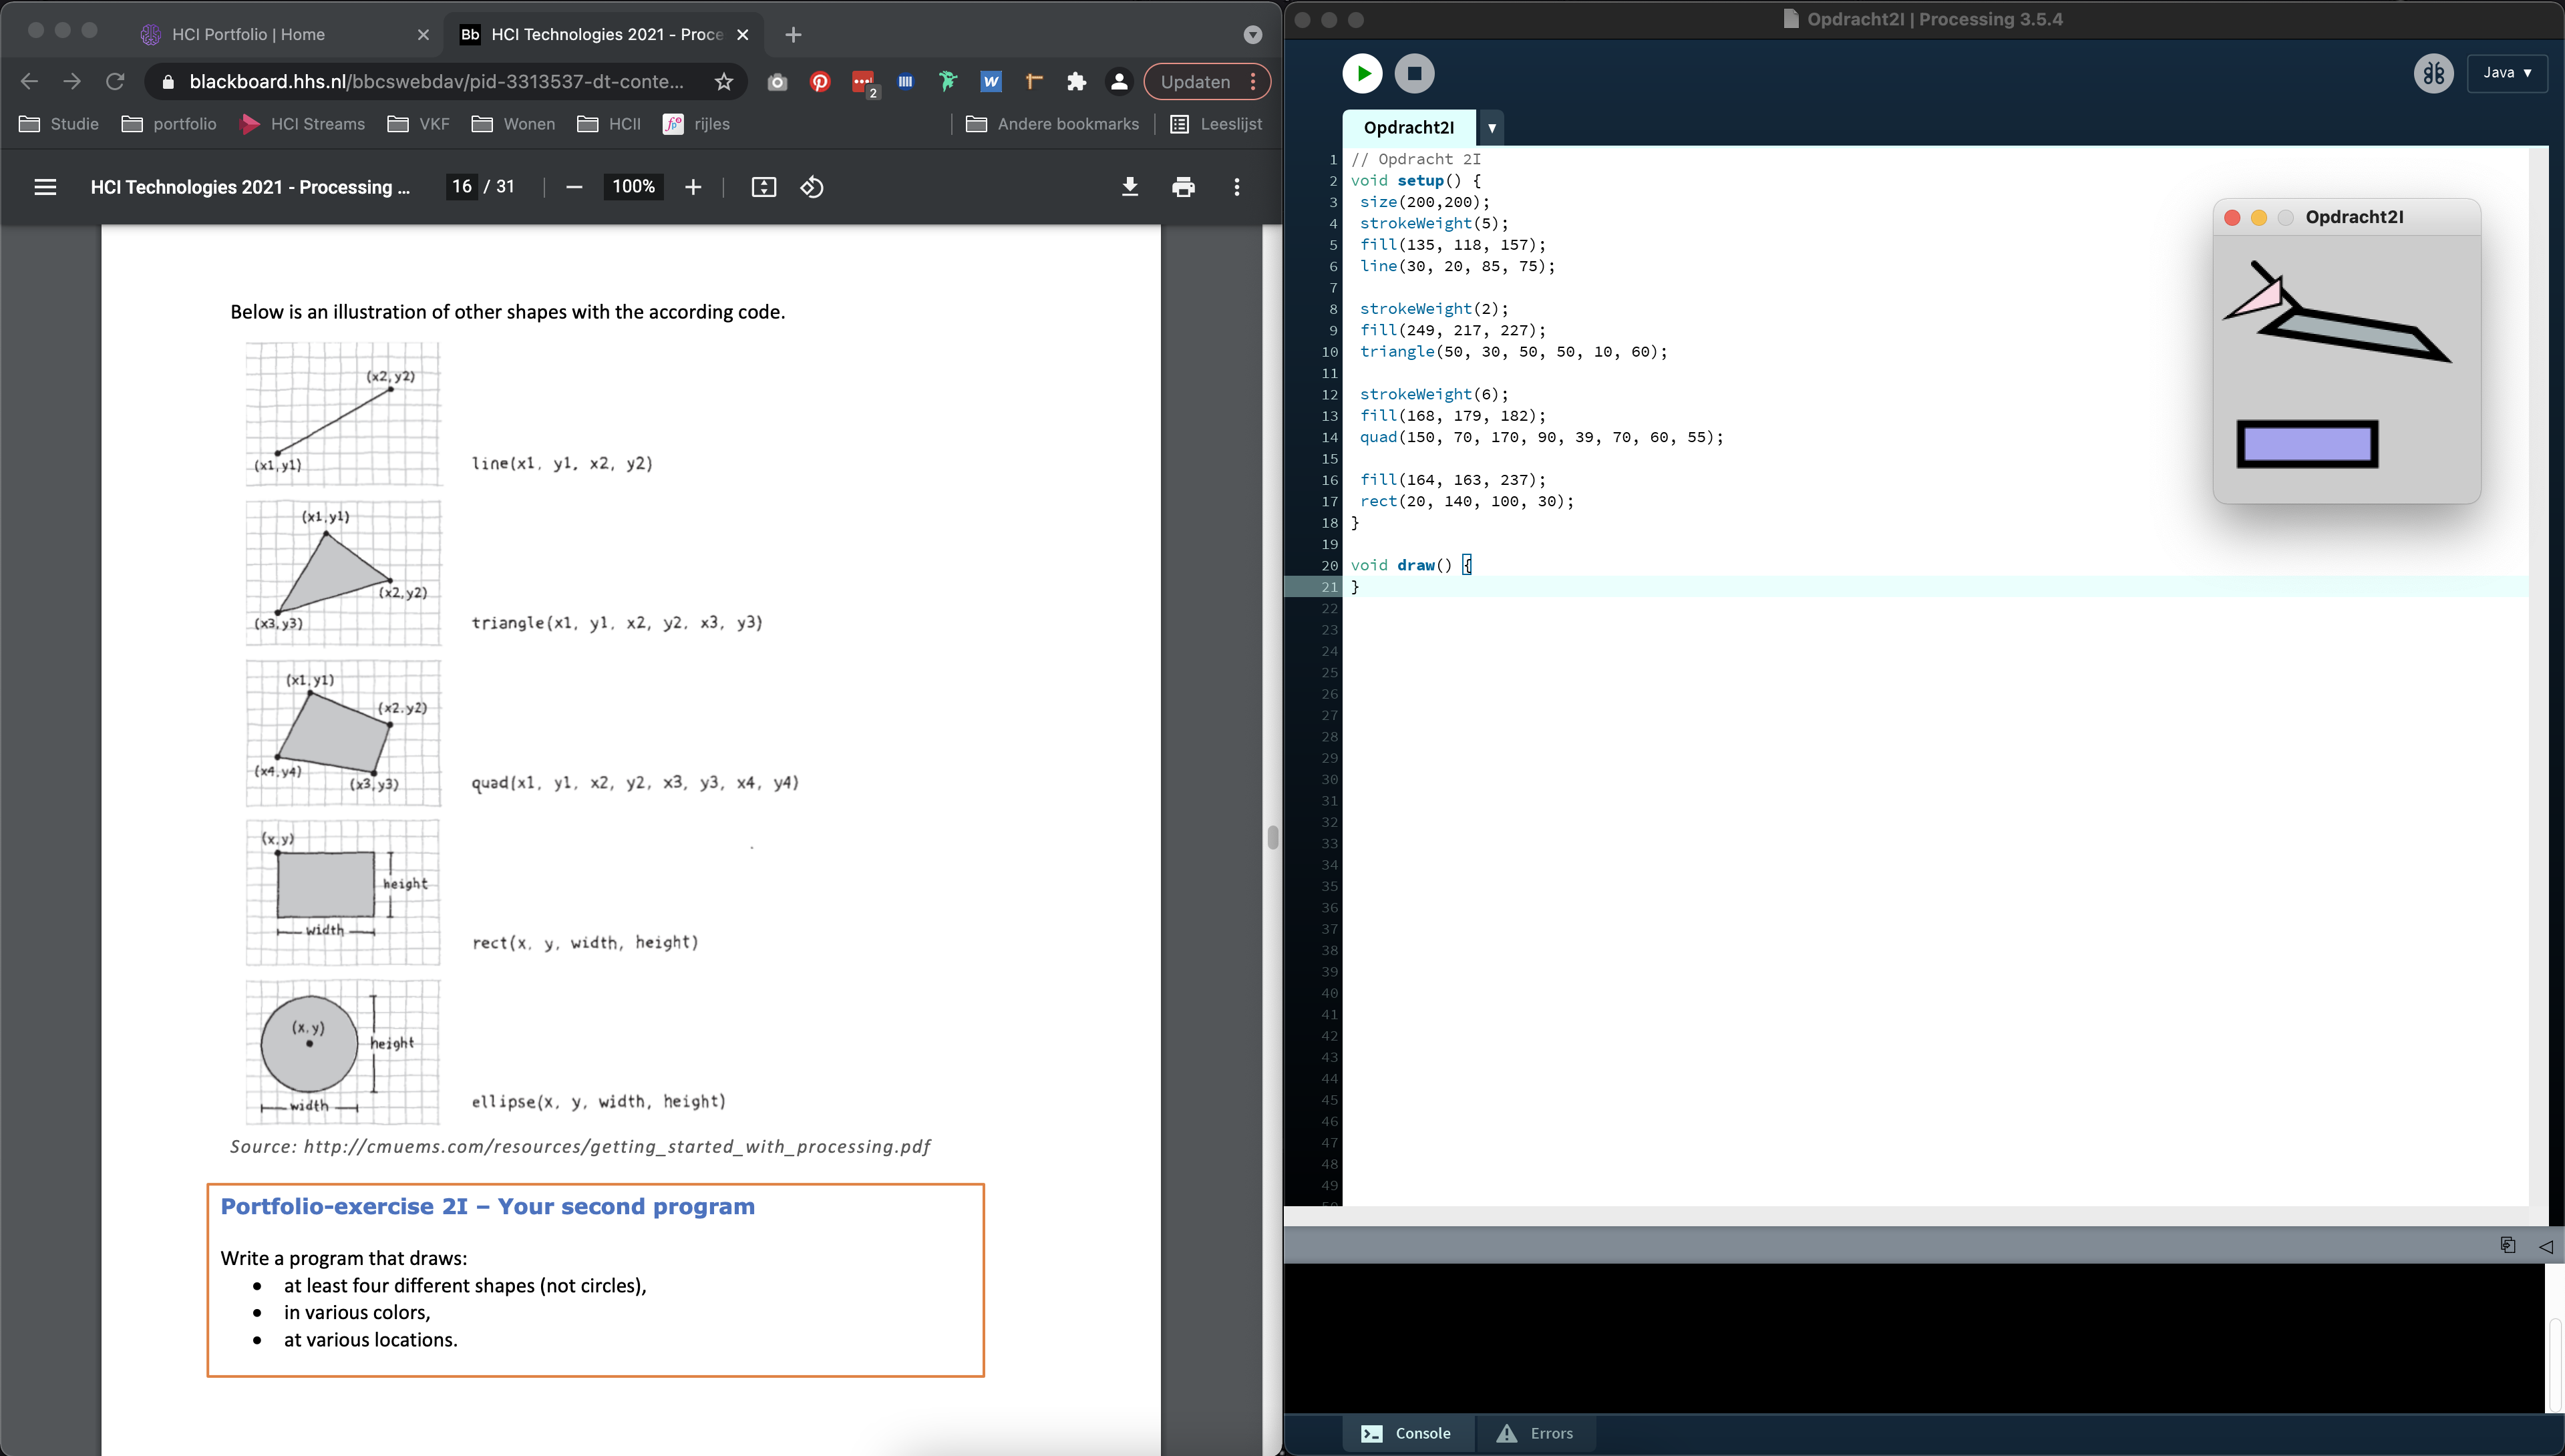 HCI Portfolio | Home
Bb HCI Technologies 2021 - Proce
blackboard.hhs.nl/bbcswebdav/pid-3313537-dt-conte...
2
W
Updaten
Studie
portfolio
HCI Streams
VKF
Wonen
HCII
fp
rijles
Andere bookmarks
Leeslijst
HCI Technologies 2021 - Processing ...
16 / 31
100%
Below is an illustration of other shapes with the according code.
(x2,y2)
(x1,y1)
line(x1, y1, x2, y2)
(x1,y1)
(x2,y2)
(x3,y3)
triangle(x1, y1, x2, y2, x3, y3)
(x1,y1)
(x2,y2)
(x4,y4)
(x3,y3)
quad(x1, y1, x2, y2, x3, y3, x4, y4)
(x,y)
height
width
rect(x, y, width, height)
(x,y)
height
width
ellipse(x, y, width, height)
Source: http://cmuems.com/resources/getting_started_with_processing.pdf
Portfolio-exercise 2I – Your second program
Write a program that draws:
• at least four different shapes (not circles),
• in various colors,
• at various locations.
Opdracht2I | Processing 3.5.4
Java
Opdracht2I
1 // Opdracht 2I
2 void setup() {
3 size(200,200);
4 strokeWeight(5);
5 fill(135, 118, 157);
6 line(30, 20, 85, 75);
7
8 strokeWeight(2);
9 fill(249, 217, 227);
10 triangle(50, 30, 50, 50, 10, 60);
11
12 strokeWeight(6);
13 fill(168, 179, 182);
14 quad(150, 70, 170, 90, 39, 70, 60, 55);
15
16 fill(164, 163, 237);
17 rect(20, 140, 100, 30);
18 }
19
20 void draw() {
21 }
22
23
24
25
26
27
28
29
30
31
32
33
34
35
36
37
38
39
40
41
42
43
44
45
46
47
48
49
Opdracht2I
Console
Errors